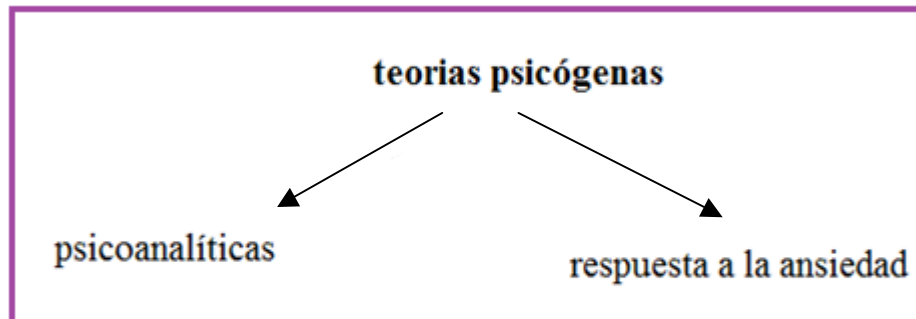 teorias psicógenas
psicoanalíticas
respuesta a la ansiedad